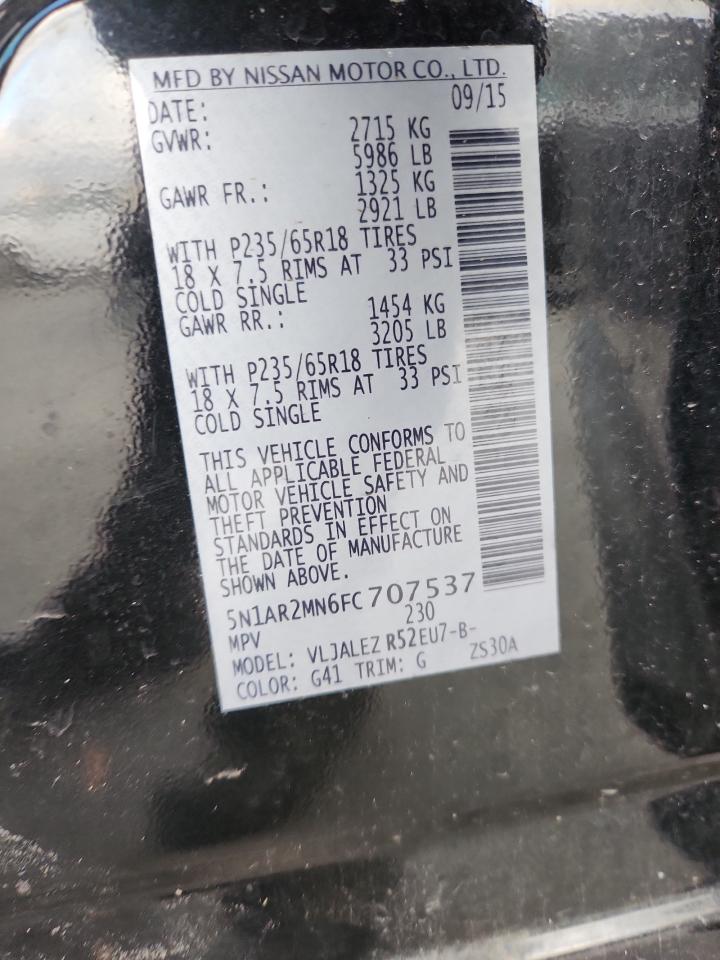 MFD BY NISSAN MOTOR CO., LTD.
DATE: 09/15
GVWR: 2715 KG
5986 LB
GAWR FR.: 1325 KG
2921 LB
WITH P235/65R18 TIRES
18 X 7.5 RIMS AT 33 PSI
COLD SINGLE
GAWR RR.: 1454 KG
3205 LB
WITH P235/65R18 TIRES
18 X 7.5 RIMS AT 33 PSI
COLD SINGLE
THIS VEHICLE CONFORMS TO
ALL APPLICABLE FEDERAL
MOTOR VEHICLE SAFETY AND
THEFT PREVENTION
STANDARDS IN EFFECT ON
THE DATE OF MANUFACTURE
SHOWN ABOVE.
5N1AR2MN6FC707537
MPV 230
MODEL: VLJALEZ R52EU7-B-
COLOR: G41 TRIM: G ZS30A